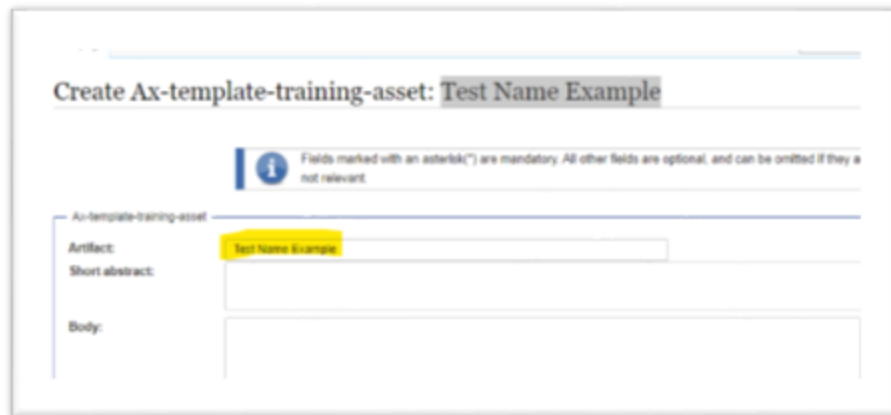 Create Ax-template-training-asset: Test Name Example
Fields marked with an asterisk(*) are mandatory. All other fields are optional, and can be omitted if they a
not relevant
Ax-template-training-asset
Artifact:
Test Name Example
Short abstract:
Body: